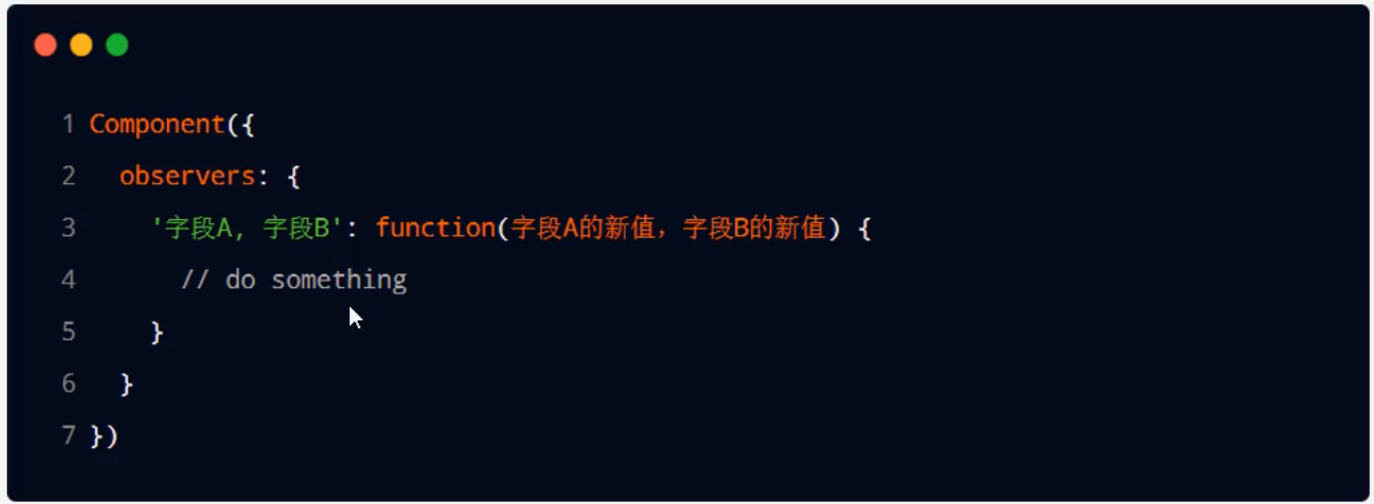 1 Component({
2 observers: {
3 '字段A, 字段B': function(字段A的新值，字段B的新值) {
4 // do something
5 }
6 }
7 })